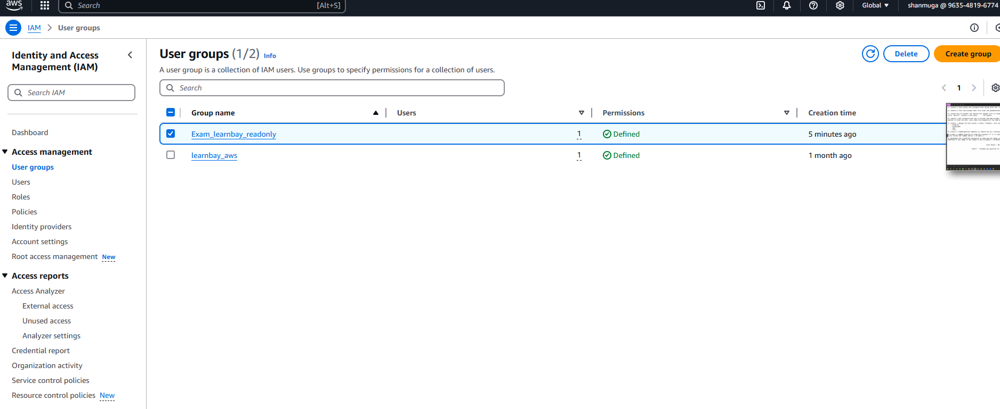 aws Search [Alt+S] Global shanmuga @ 9635-4819-6774
IAM User groups
Identity and Access
Management (IAM)
Search IAM
Dashboard
Access management
User groups
Users
Roles
Policies
Identity providers
Account settings
Root access management New
Access reports
Access Analyzer
External access
Unused access
Analyzer settings
Credential report
Organization activity
Service control policies
Resource control policies New
User groups (1/2) Info
Delete Create group
A user group is a collection of IAM users. Use groups to specify permissions for a collection of users.
Search
1
Group name Users Permissions Creation time
Exam_learnbay_readonly 1 Defined 5 minutes ago
learnbay_aws 1 Defined 1 month ago